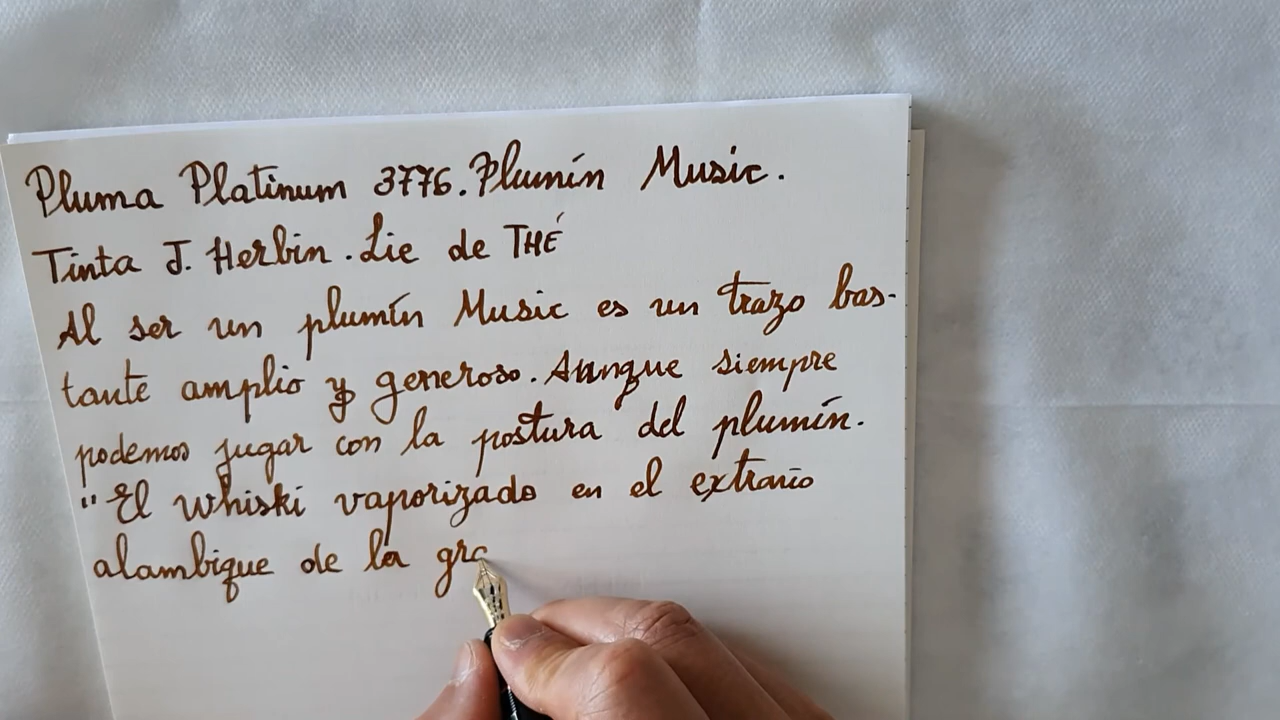 Pluma Platinum 3776. Plumín Music.
Tinta J. Herbin. Lie de THÉ
Al ser un plumín Music es un trazo bas-
tante amplio y generoso. Aunque siempre
podemos jugar con la postura del plumín.
"El whiski vaporizado en el extraño
alambique de la gra